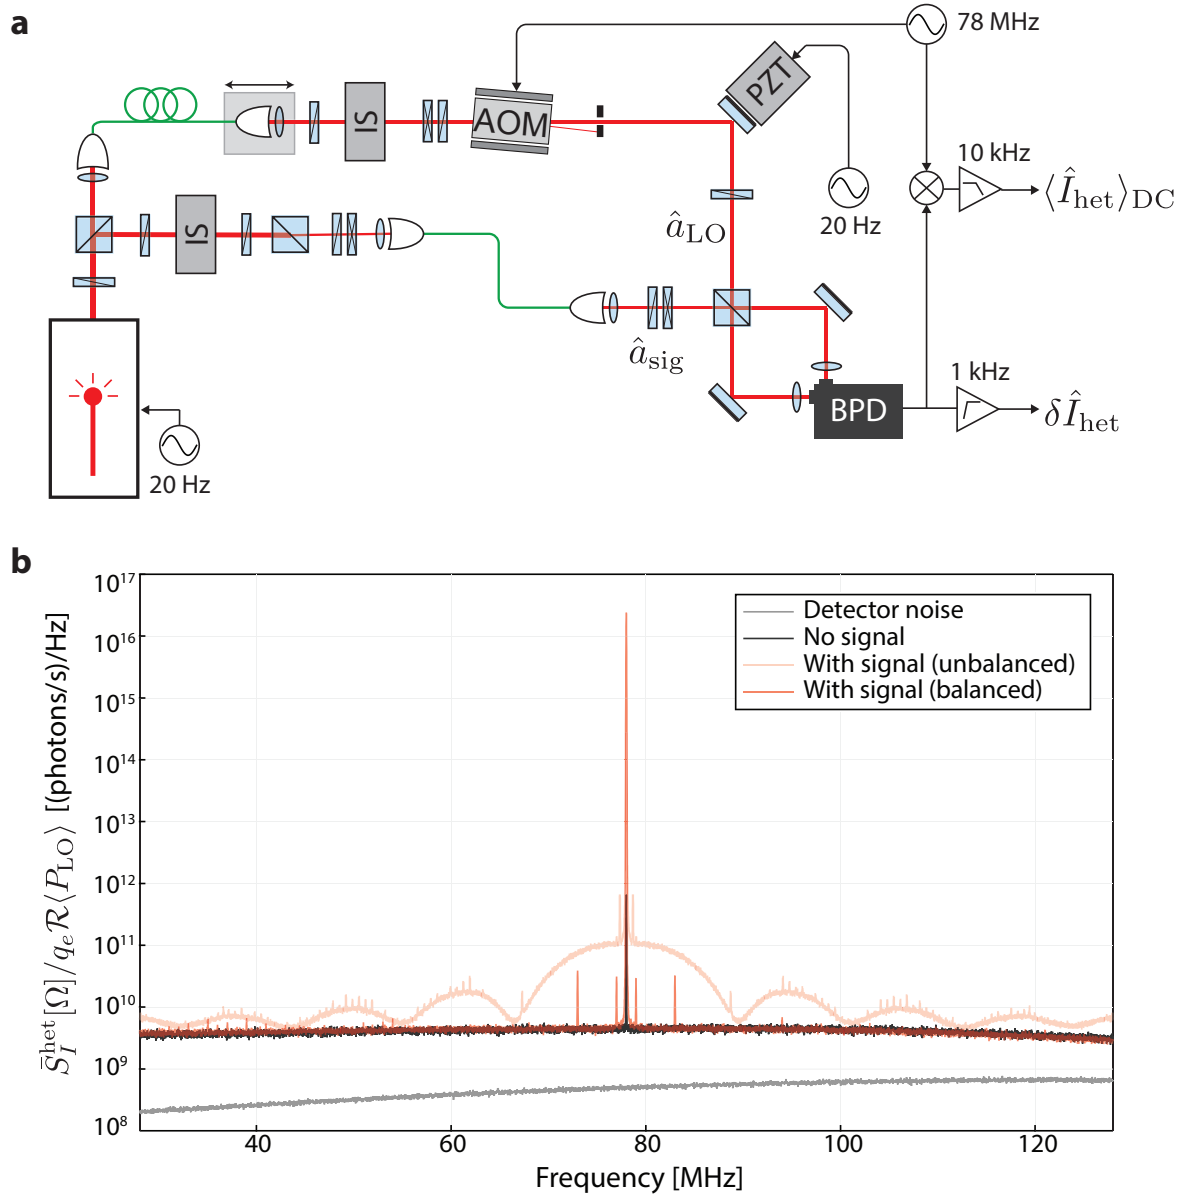 a
78 MHz
PZT
IS
AOM
10 kHz
⟨Î_het⟩_DC
20 Hz
â_LO
IS
â_sig
1 kHz
BPD
δÎ_het
20 Hz
b
S̄_I^het[Ω]/q_e ℛ⟨P_LO⟩ [(photons/s)/Hz]
10^17
10^16
10^15
10^14
10^13
10^12
10^11
10^10
10^9
10^8
Detector noise
No signal
With signal (unbalanced)
With signal (balanced)
40 60 80 100 120
Frequency [MHz]